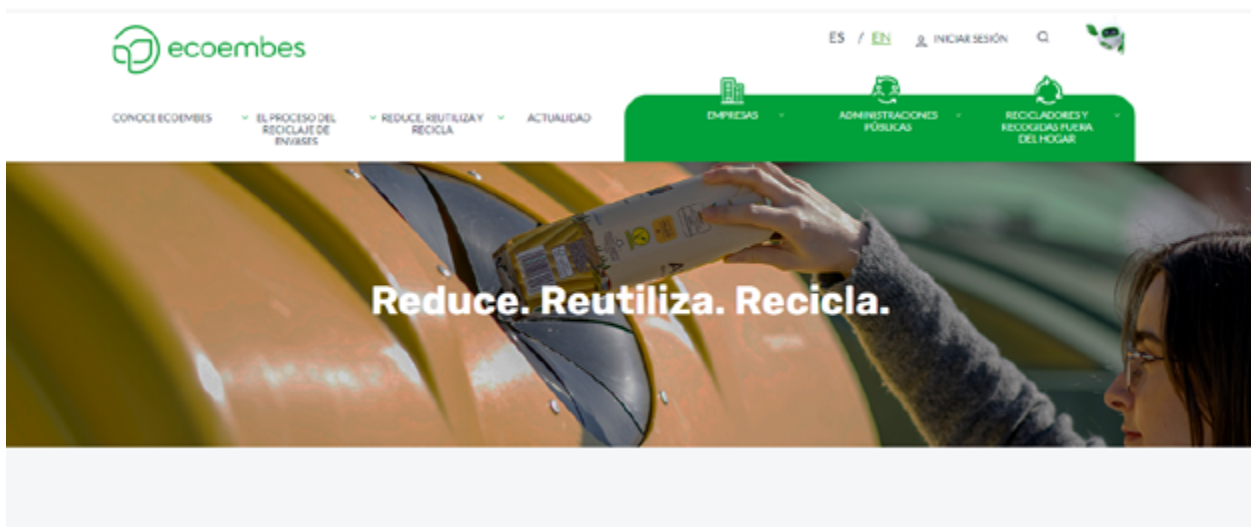 ecoembes
ES / EN
INICIAR SESIÓN
CONOCE ECOEMBES
EL PROCESO DEL
RECICLAJE DE
ENVASES
REDUCE, REUTILIZA Y
RECICLA
ACTUALIDAD
EMPRESAS
ADMINISTRACIONES
PÚBLICAS
RECICLADORES Y
RECOGIDAS FUERA
DEL HOGAR
Reduce. Reutiliza. Recicla.